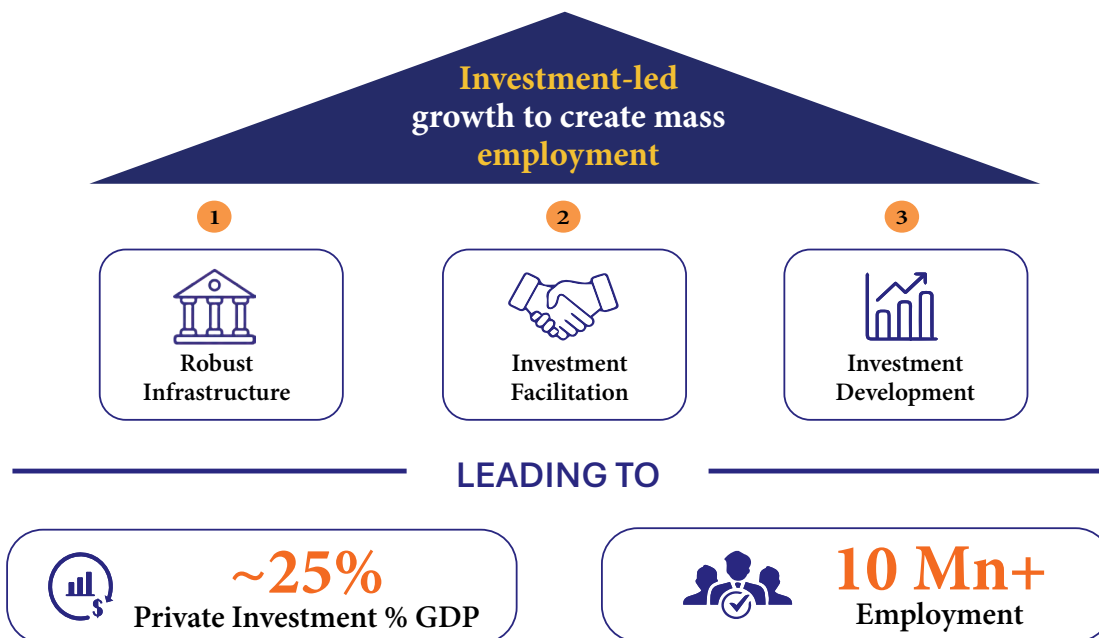 Investment-led
growth to create mass
employment
1
2
3
Robust
Infrastructure
Investment
Facilitation
Investment
Development
LEADING TO
~25%
Private Investment % GDP
$
10 Mn+
Employment